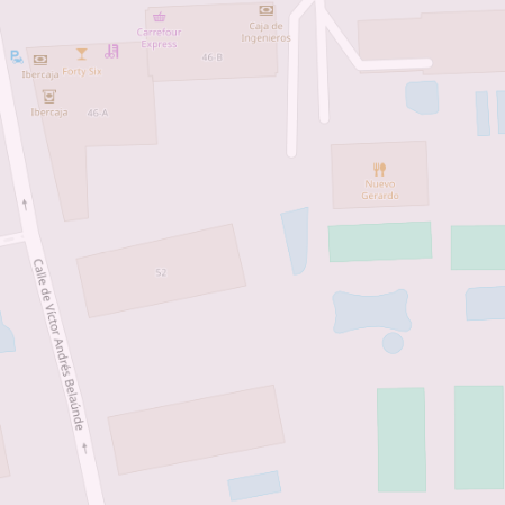 Carrefour
Express
Caja de
Ingenieros
46 B
Ibercaja
Forty Six
Ibercaja
46 A
Nuevo
Gerardo
52
Calle de Víctor Andrés Belaúnde